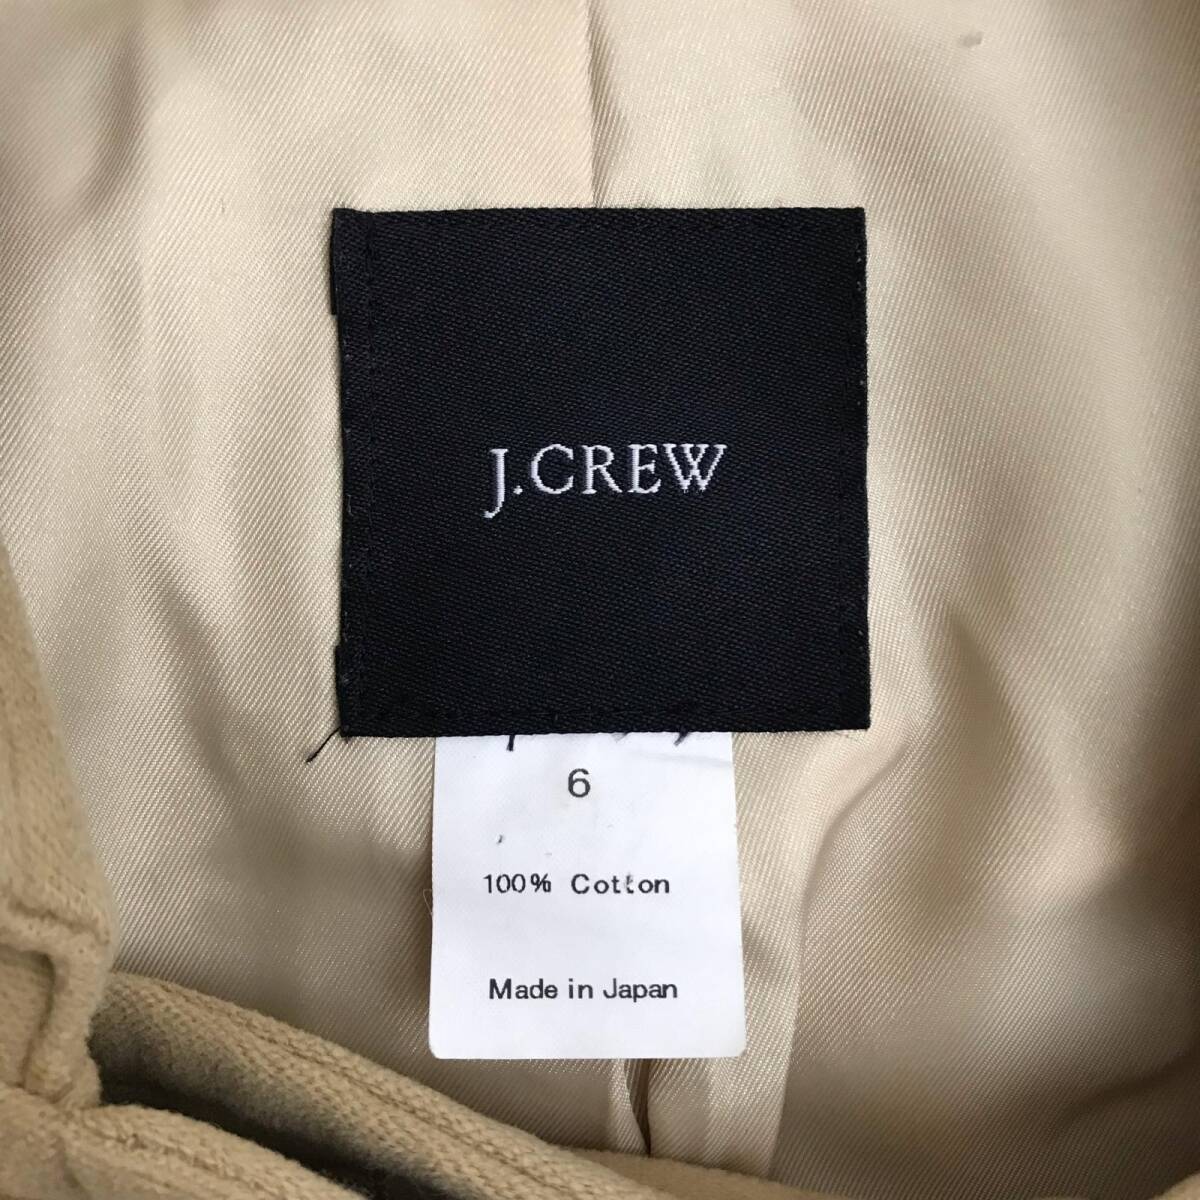 J.CREW
6
100% Cotton
Made in Japan